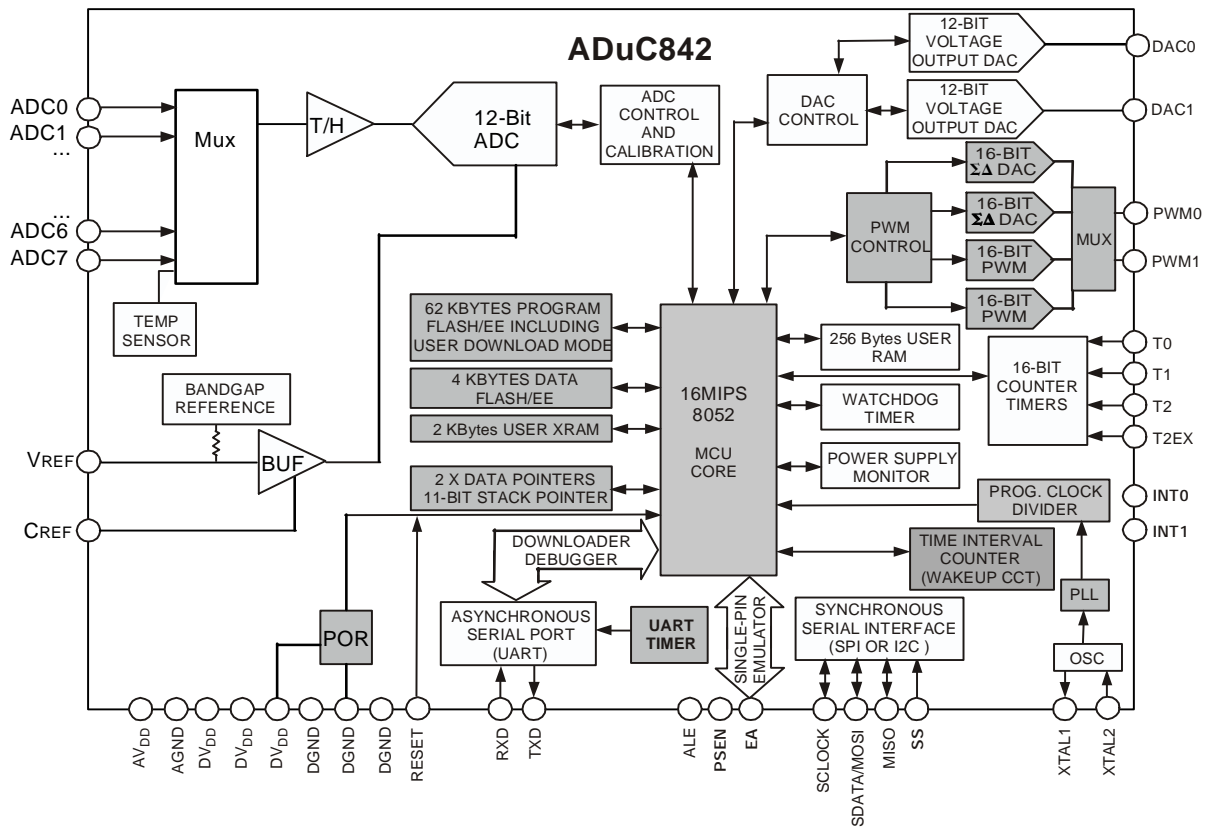 ADuC842
ADC0
ADC1
...
...
ADC6
ADC7
Mux
T/H
12-Bit
ADC
ADC
CONTROL
AND
CALIBRATION
DAC
CONTROL
12-BIT
VOLTAGE
OUTPUT DAC
12-BIT
VOLTAGE
OUTPUT DAC
DAC0
DAC1
16-BIT
ΣΔ DAC
16-BIT
ΣΔ DAC
16-BIT
PWM
16-BIT
PWM
PWM
CONTROL
MUX
PWM0
PWM1
TEMP
SENSOR
BANDGAP
REFERENCE
VREF
BUF
CREF
62 KBYTES PROGRAM
FLASH/EE INCLUDING
USER DOWNLOAD MODE
4 KBYTES DATA
FLASH/EE
2 KBytes USER XRAM
2 X DATA POINTERS
11-BIT STACK POINTER
16MIPS
8052
MCU
CORE
256 Bytes USER
RAM
WATCHDOG
TIMER
POWER SUPPLY
MONITOR
16-BIT
COUNTER
TIMERS
T0
T1
T2
T2EX
INT0
INT1
PROG. CLOCK
DIVIDER
TIME INTERVAL
COUNTER
(WAKEUP CCT)
PLL
OSC
DOWNLOADER
DEBUGGER
POR
ASYNCHRONOUS
SERIAL PORT
(UART)
UART
TIMER
SINGLE-PIN
EMULATOR
SYNCHRONOUS
SERIAL INTERFACE
(SPI OR I2C )
AVDD
AGND
DVDD
DVDD
DVDD
DGND
DGND
DGND
RESET
RXD
TXD
ALE
PSEN
EA
SCLOCK
SDATA/MOSI
MISO
SS
XTAL1
XTAL2